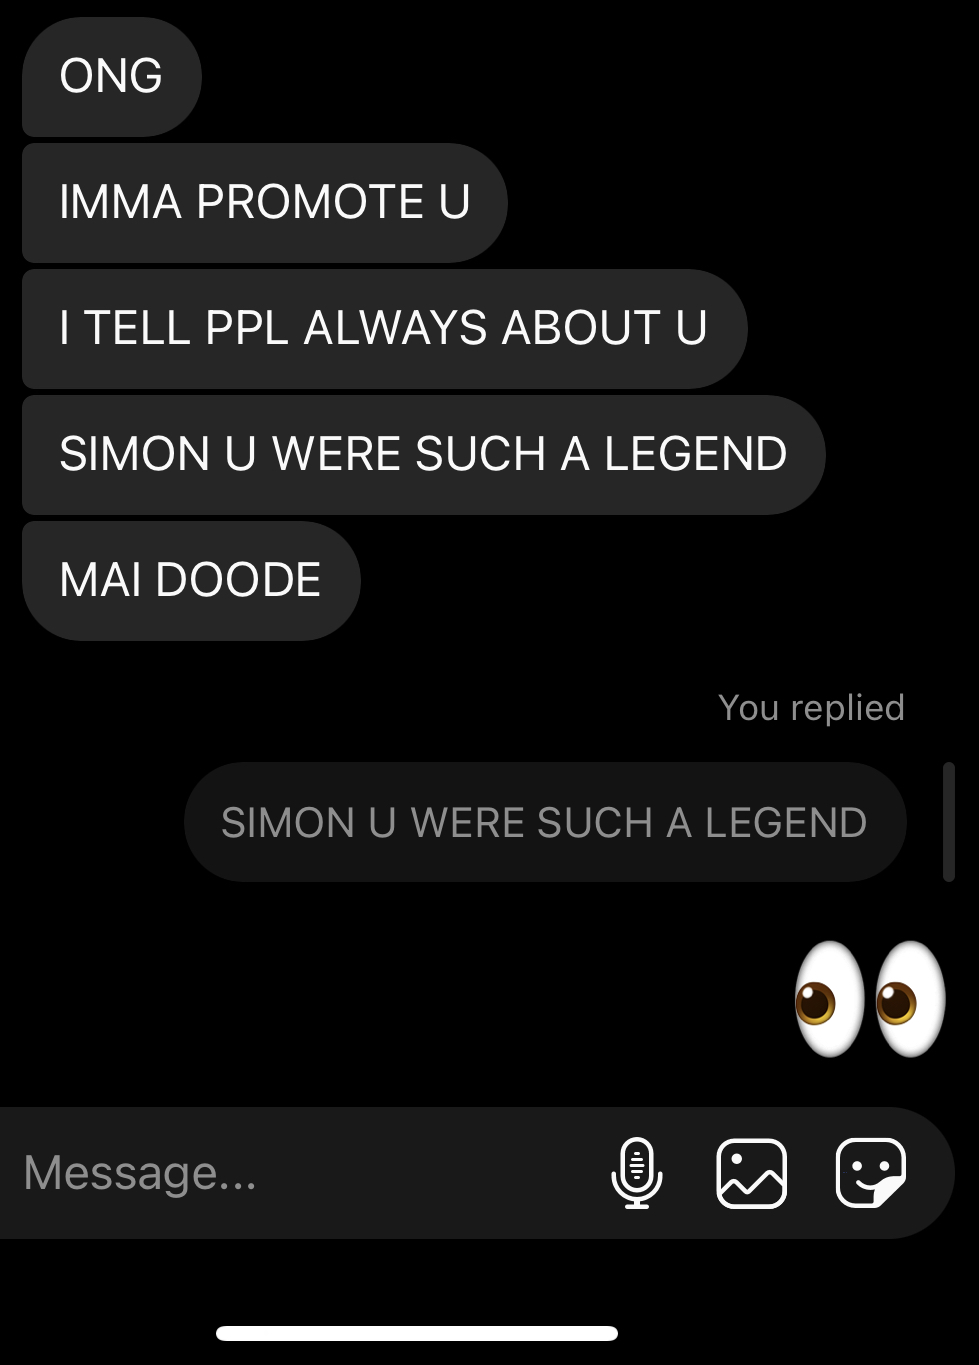 ONG
IMMA PROMOTE U
I TELL PPL ALWAYS ABOUT U
SIMON U WERE SUCH A LEGEND
MAI DOODE
You replied
SIMON U WERE SUCH A LEGEND
👀
Message...